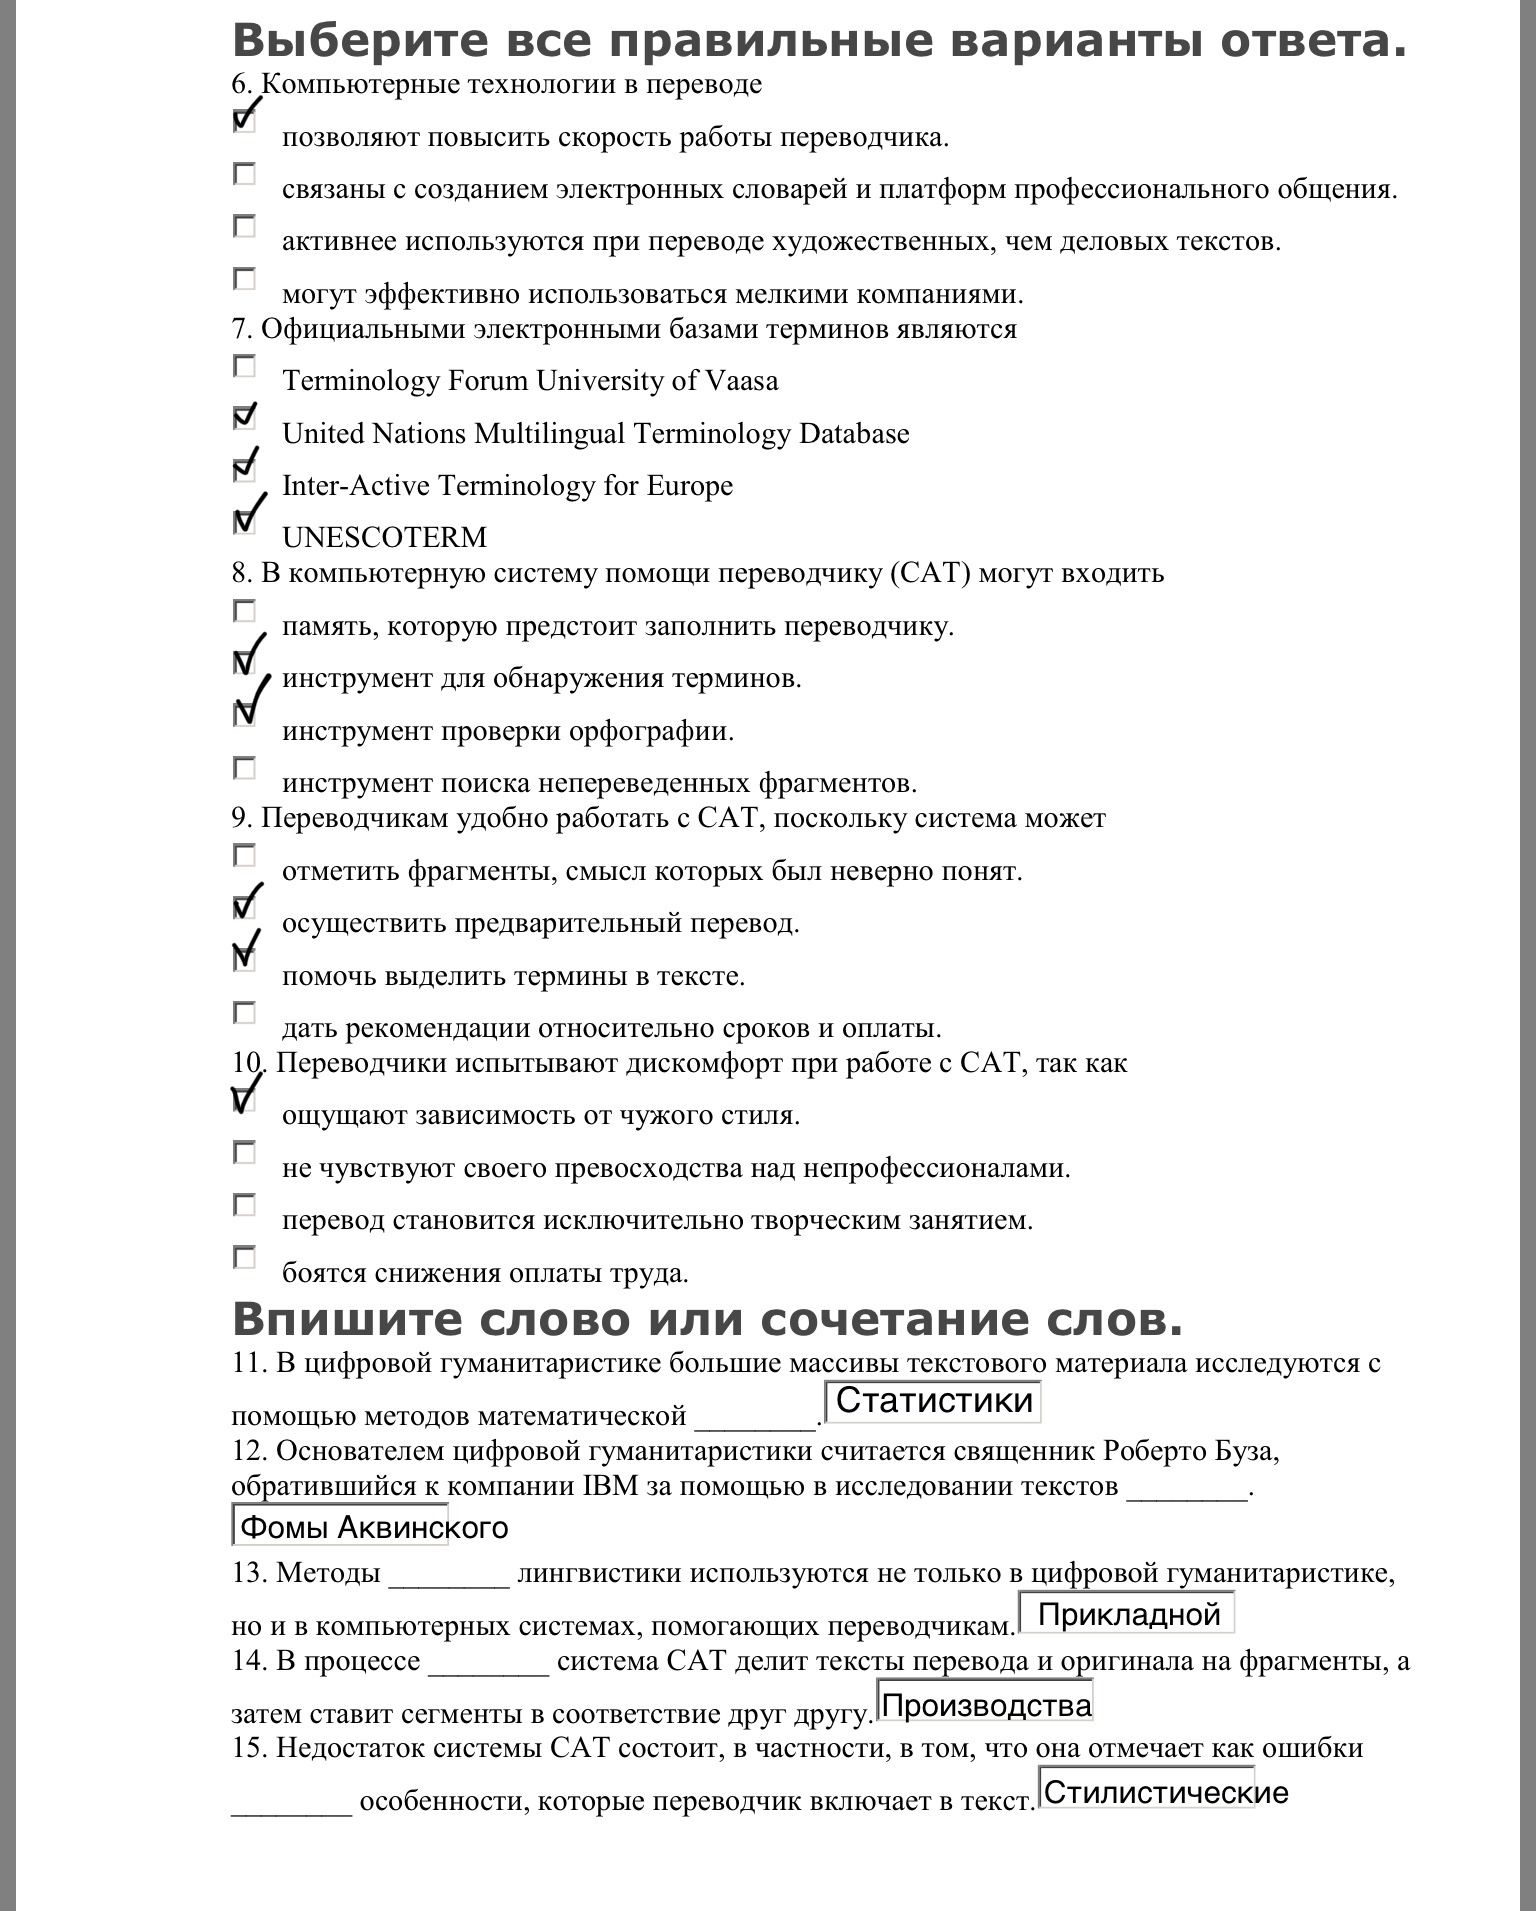 Выберите все правильные варианты ответа.
6. Компьютерные технологии в переводе
позволяют повысить скорость работы переводчика.
связаны с созданием электронных словарей и платформ профессионального общения.
активнее используются при переводе художественных, чем деловых текстов.
могут эффективно использоваться мелкими компаниями.
7. Официальными электронными базами терминов являются
Terminology Forum University of Vaasa
United Nations Multilingual Terminology Database
Inter-Active Terminology for Europe
UNESCOTERM
8. В компьютерную систему помощи переводчику (CAT) могут входить
память, которую предстоит заполнить переводчику.
инструмент для обнаружения терминов.
инструмент проверки орфографии.
инструмент поиска непереведенных фрагментов.
9. Переводчикам удобно работать с CAT, поскольку система может
отметить фрагменты, смысл которых был неверно понят.
осуществить предварительный перевод.
помочь выделить термины в тексте.
дать рекомендации относительно сроков и оплаты.
10. Переводчики испытывают дискомфорт при работе с CAT, так как
ощущают зависимость от чужого стиля.
не чувствуют своего превосходства над непрофессионалами.
перевод становится исключительно творческим занятием.
боятся снижения оплаты труда.
Впишите слово или сочетание слов.
11. В цифровой гуманитаристике большие массивы текстового материала исследуются с
помощью методов математической ________. Статистики
12. Основателем цифровой гуманитаристики считается священник Роберто Буза,
обратившийся к компании IBM за помощью в исследовании текстов ________.
Фомы Аквинского
13. Методы ________ лингвистики используются не только в цифровой гуманитаристике,
но и в компьютерных системах, помогающих переводчикам. Прикладной
14. В процессе ________ система CAT делит тексты перевода и оригинала на фрагменты, а
затем ставит сегменты в соответствие друг другу. Производства
15. Недостаток системы CAT состоит, в частности, в том, что она отмечает как ошибки
________ особенности, которые переводчик включает в текст. Стилистические